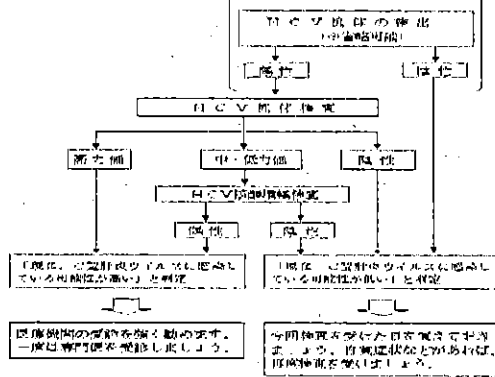 HCV抗体の検出
陽性
陰性
HCV抗体検査
高力価
中・低力価
陰性
HCV核酸増幅検査
陽性
陰性
「現在、C型肝炎ウイルスに感染し
ている可能性が高い」と判定
「現在、C型肝炎ウイルスに感染し
ている可能性が低い」と判定
医療機関の受診を強く勧めます。
一度は専門医を受診しましょう。
今回検査を受けた日を覚えておき
ましょう。自覚症状などがあれば、
再度検査を受けましょう。